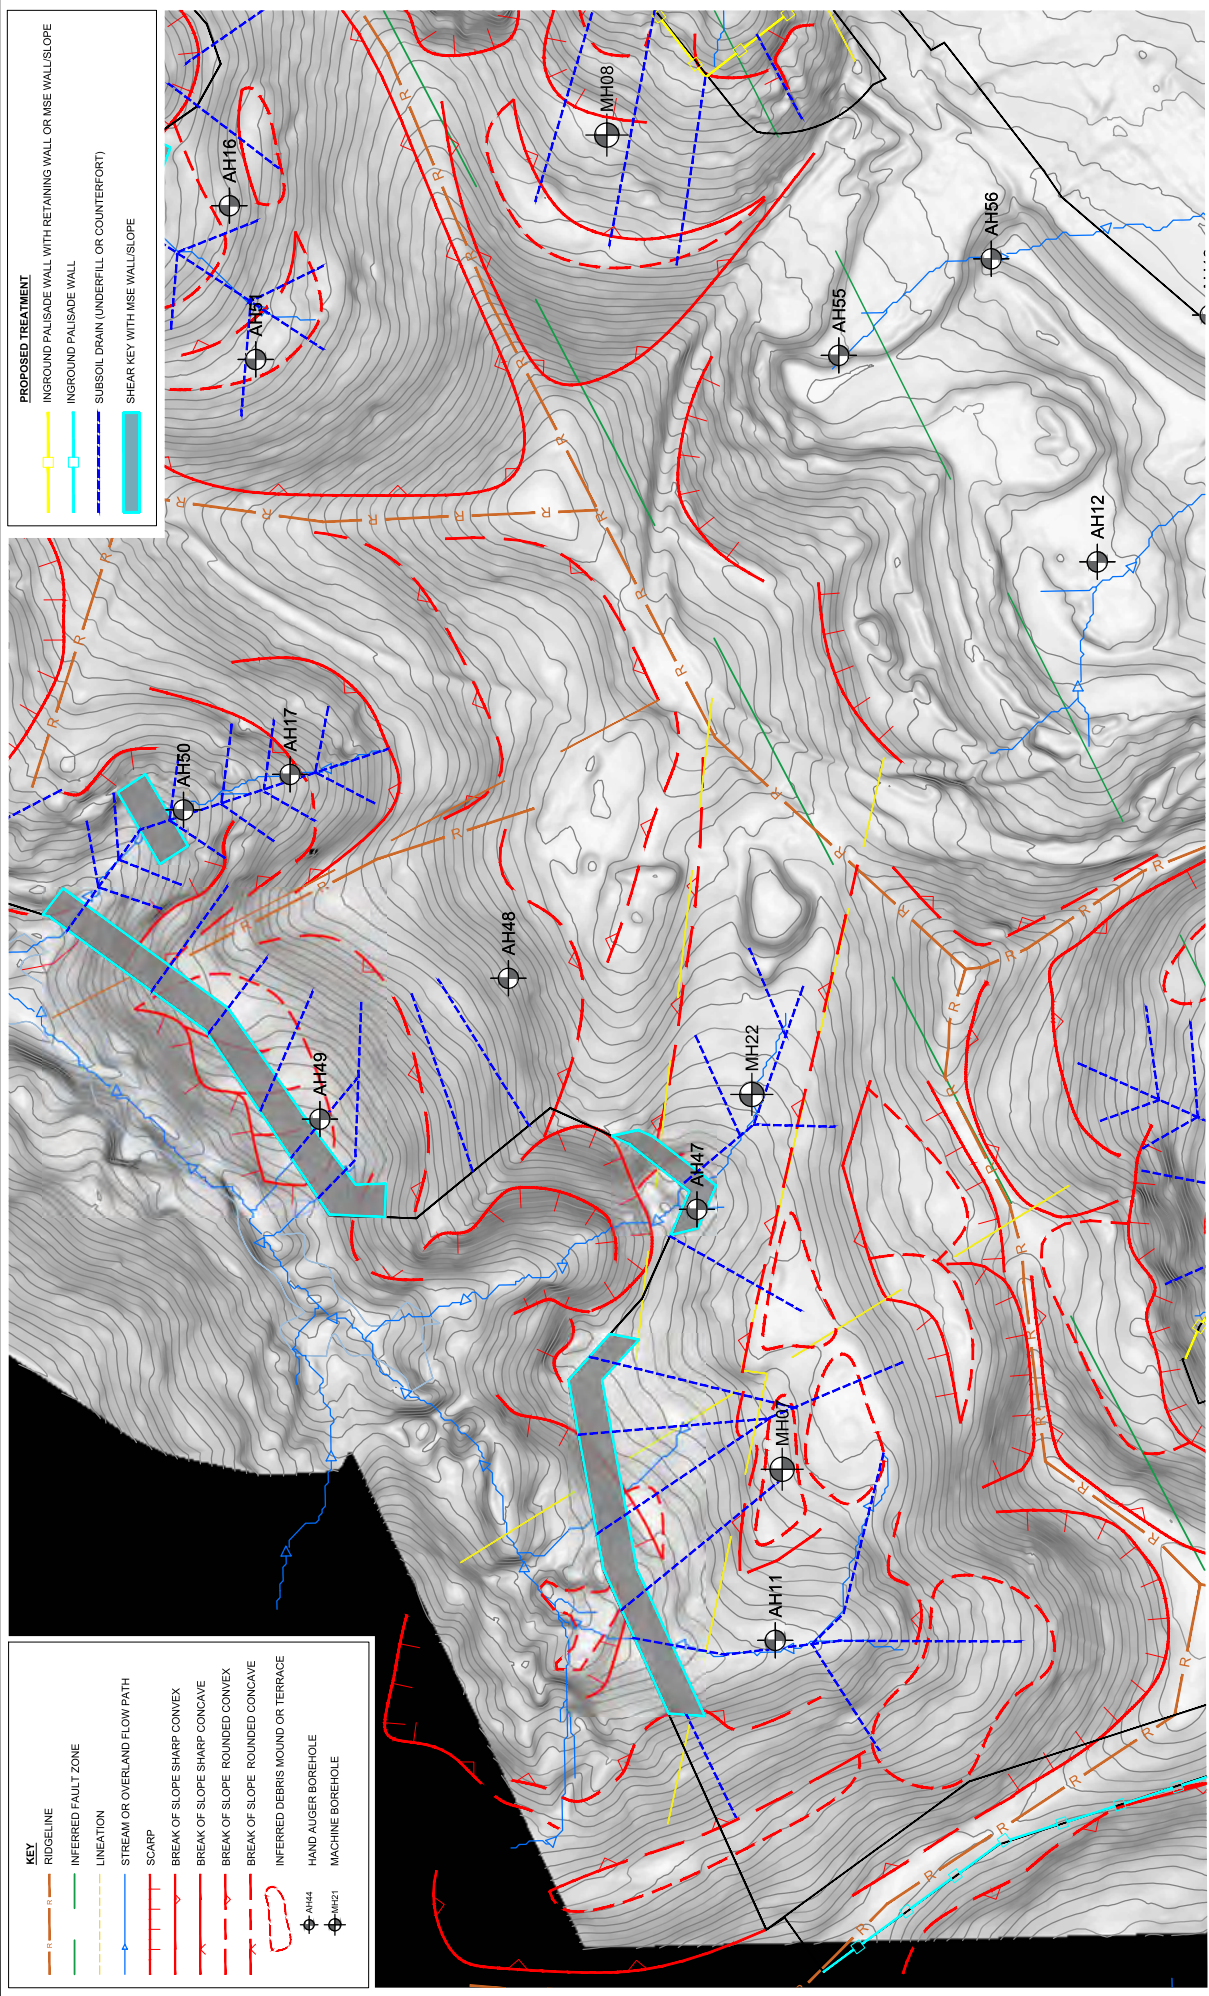 PROPOSED TREATMENT
INGROUND PALISADE WALL WITH RETAINING WALL OR MSE WALL/SLOPE
INGROUND PALISADE WALL
SUBSOIL DRAIN (UNDERFILL OR COUNTERFORT)
SHEAR KEY WITH MSE WALL/SLOPE
KEY
RIDGELINE
INFERRED FAULT ZONE
LINEATION
STREAM OR OVERLAND FLOW PATH
SCARP
BREAK OF SLOPE SHARP CONVEX
BREAK OF SLOPE SHARP CONCAVE
BREAK OF SLOPE ROUNDED CONVEX
BREAK OF SLOPE ROUNDED CONCAVE
INFERRED DEBRIS MOUND OR TERRACE
AH44 HAND AUGER BOREHOLE
MH21 MACHINE BOREHOLE
AH16
AH51
MH08
AH56
AH55
AH12
AH17
AH50
AH48
AH49
MH22
AH47
MH07
AH11